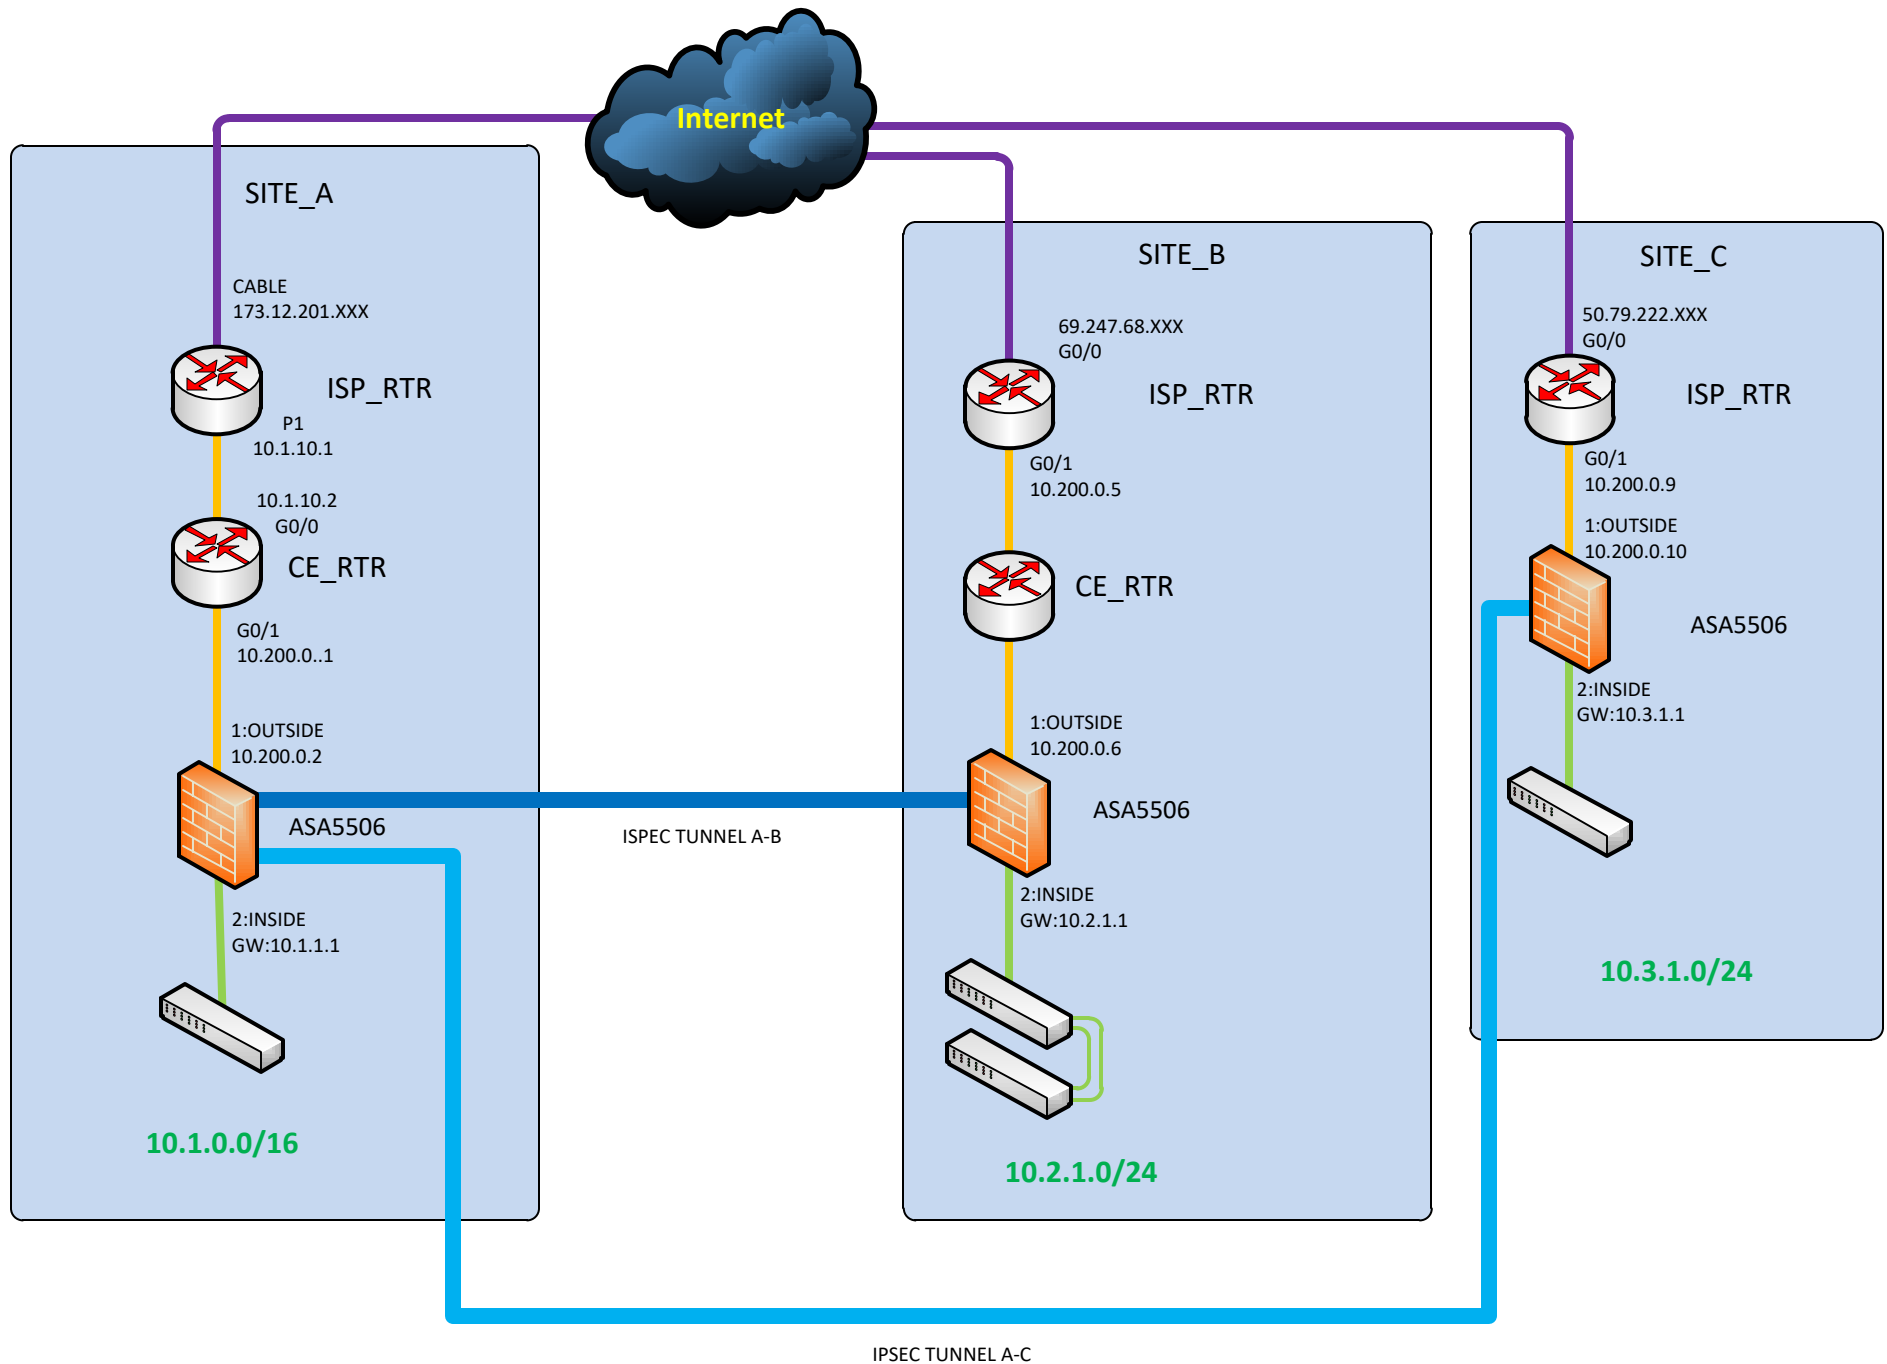 Internet
SITE_A
CABLE
173.12.201.XXX
ISP_RTR
P1
10.1.10.1
10.1.10.2
G0/0
CE_RTR
G0/1
10.200.0..1
1:OUTSIDE
10.200.0.2
ASA5506
2:INSIDE
GW:10.1.1.1
10.1.0.0/16
ISPEC TUNNEL A-B
SITE_B
69.247.68.XXX
G0/0
ISP_RTR
G0/1
10.200.0.5
CE_RTR
1:OUTSIDE
10.200.0.6
ASA5506
2:INSIDE
GW:10.2.1.1
10.2.1.0/24
SITE_C
50.79.222.XXX
G0/0
ISP_RTR
G0/1
10.200.0.9
1:OUTSIDE
10.200.0.10
ASA5506
2:INSIDE
GW:10.3.1.1
10.3.1.0/24
IPSEC TUNNEL A-C